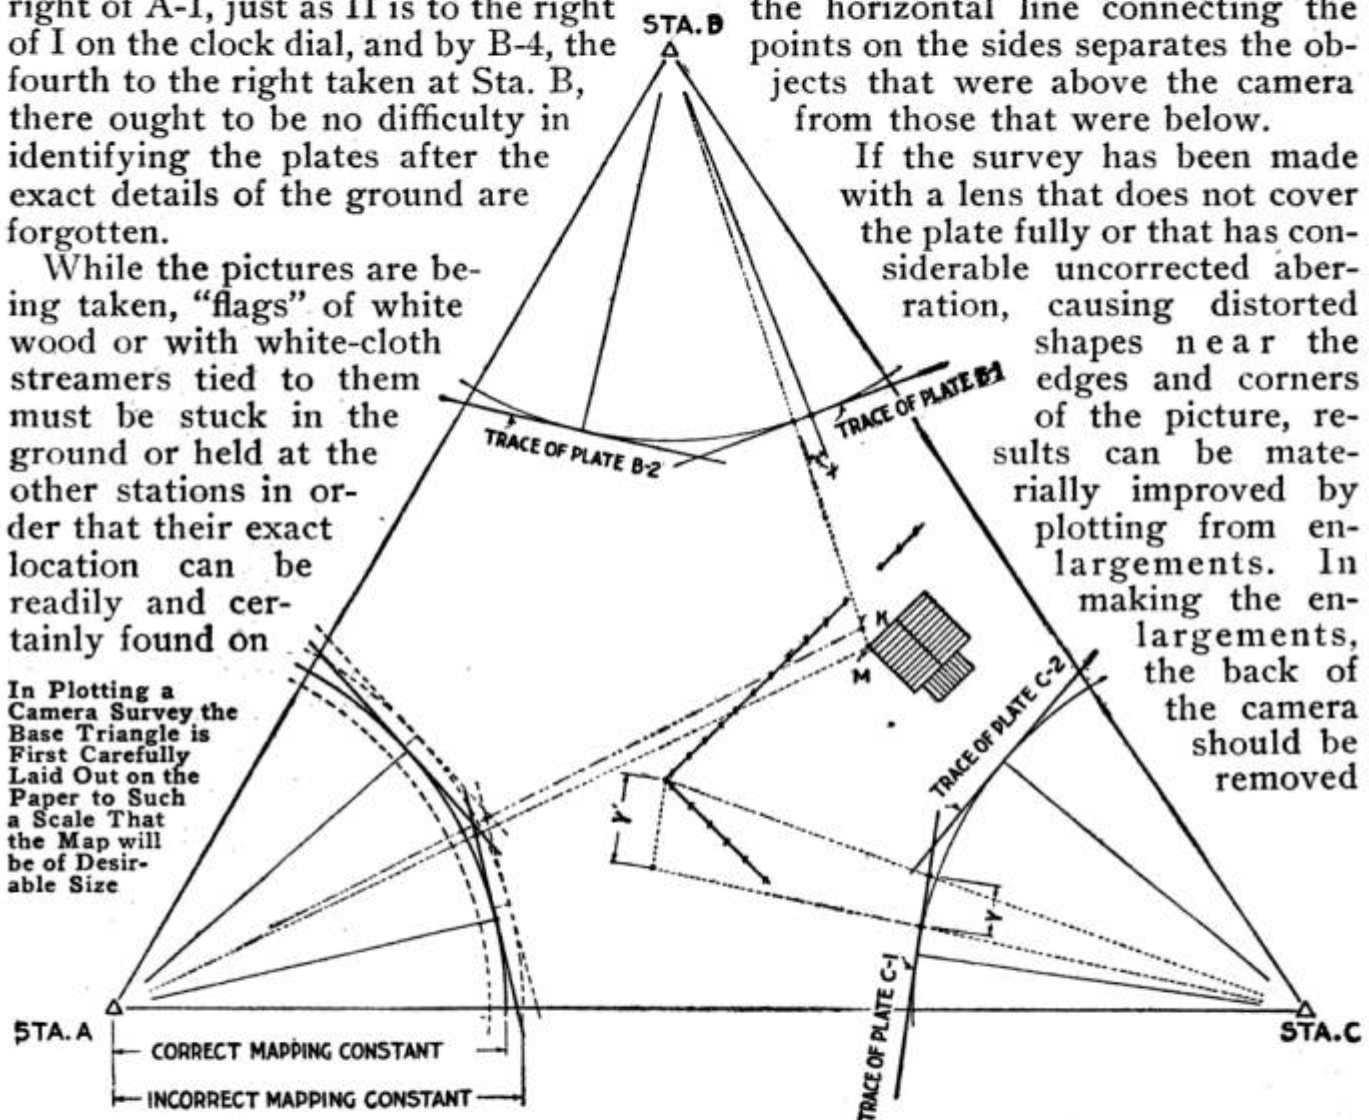 right of A-1, just as II is to the right
of I on the clock dial, and by B-4, the
fourth to the right taken at Sta. B,
there ought to be no difficulty in
identifying the plates after the
exact details of the ground are
forgotten.
While the pictures are be-
ing taken, “flags” of white
wood or with white-cloth
streamers tied to them
must be stuck in the
ground or held at the
other stations in or-
der that their exact
location can be
readily and cer-
tainly found on
In Plotting a
Camera Survey the
Base Triangle is
First Carefully
Laid Out on the
Paper to Such
a Scale That
the Map will
be of Desir-
able Size
STA. B
TRACE OF PLATE B-2
TRACE OF PLATE B-1
X
K
M
Y'
Y
TRACE OF PLATE C-2
TRACE OF PLATE C-1
STA. A
STA. C
CORRECT MAPPING CONSTANT
INCORRECT MAPPING CONSTANT
the horizontal line connecting the
points on the sides separates the ob-
jects that were above the camera
from those that were below.
If the survey has been made
with a lens that does not cover
the plate fully or that has con-
siderable uncorrected aber-
ration, causing distorted
shapes near the
edges and corners
of the picture, re-
sults can be mate-
rially improved by
plotting from en-
largements. In
making the en-
largements,
the back of
the camera
should be
removed